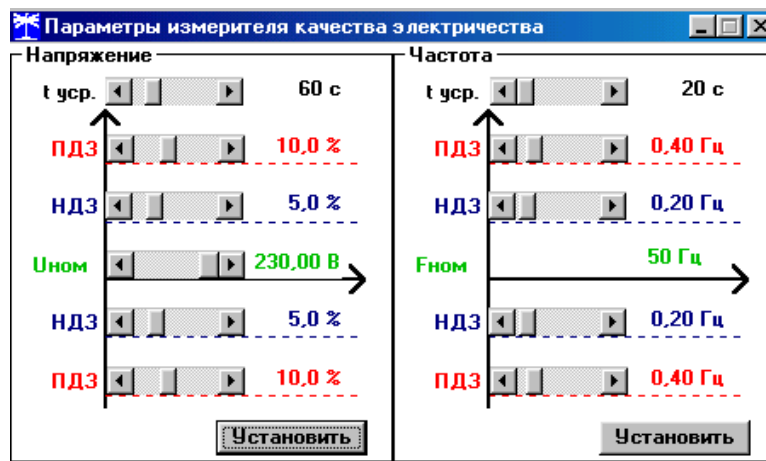 Параметры измерителя качества электричества
Напряжение
t уср. 60 с
ПДЗ 10,0 %
НДЗ 5,0 %
Uном 230,00 В
НДЗ 5,0 %
ПДЗ 10,0 %
Установить
Частота
t уср. 20 с
ПДЗ 0,40 Гц
НДЗ 0,20 Гц
Fном 50 Гц
НДЗ 0,20 Гц
ПДЗ 0,40 Гц
Установить